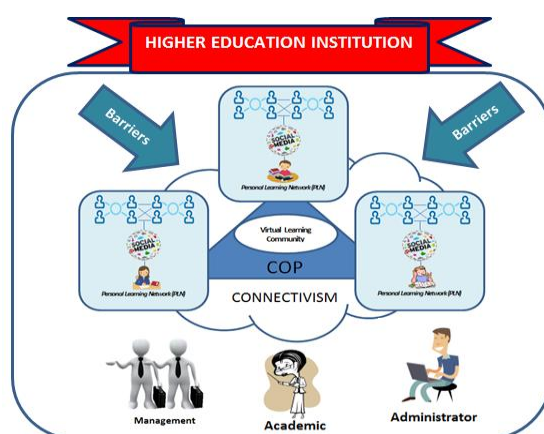 HIGHER EDUCATION INSTITUTION
Barriers
Barriers
SOCIAL
MEDIA
Personal Learning Network (PLN)
SOCIAL
MEDIA
Personal Learning Network (PLN)
SOCIAL
MEDIA
Personal Learning Network (PLN)
Virtual Learning
Community
COP
CONNECTIVISM
Management
Academic
Administrator